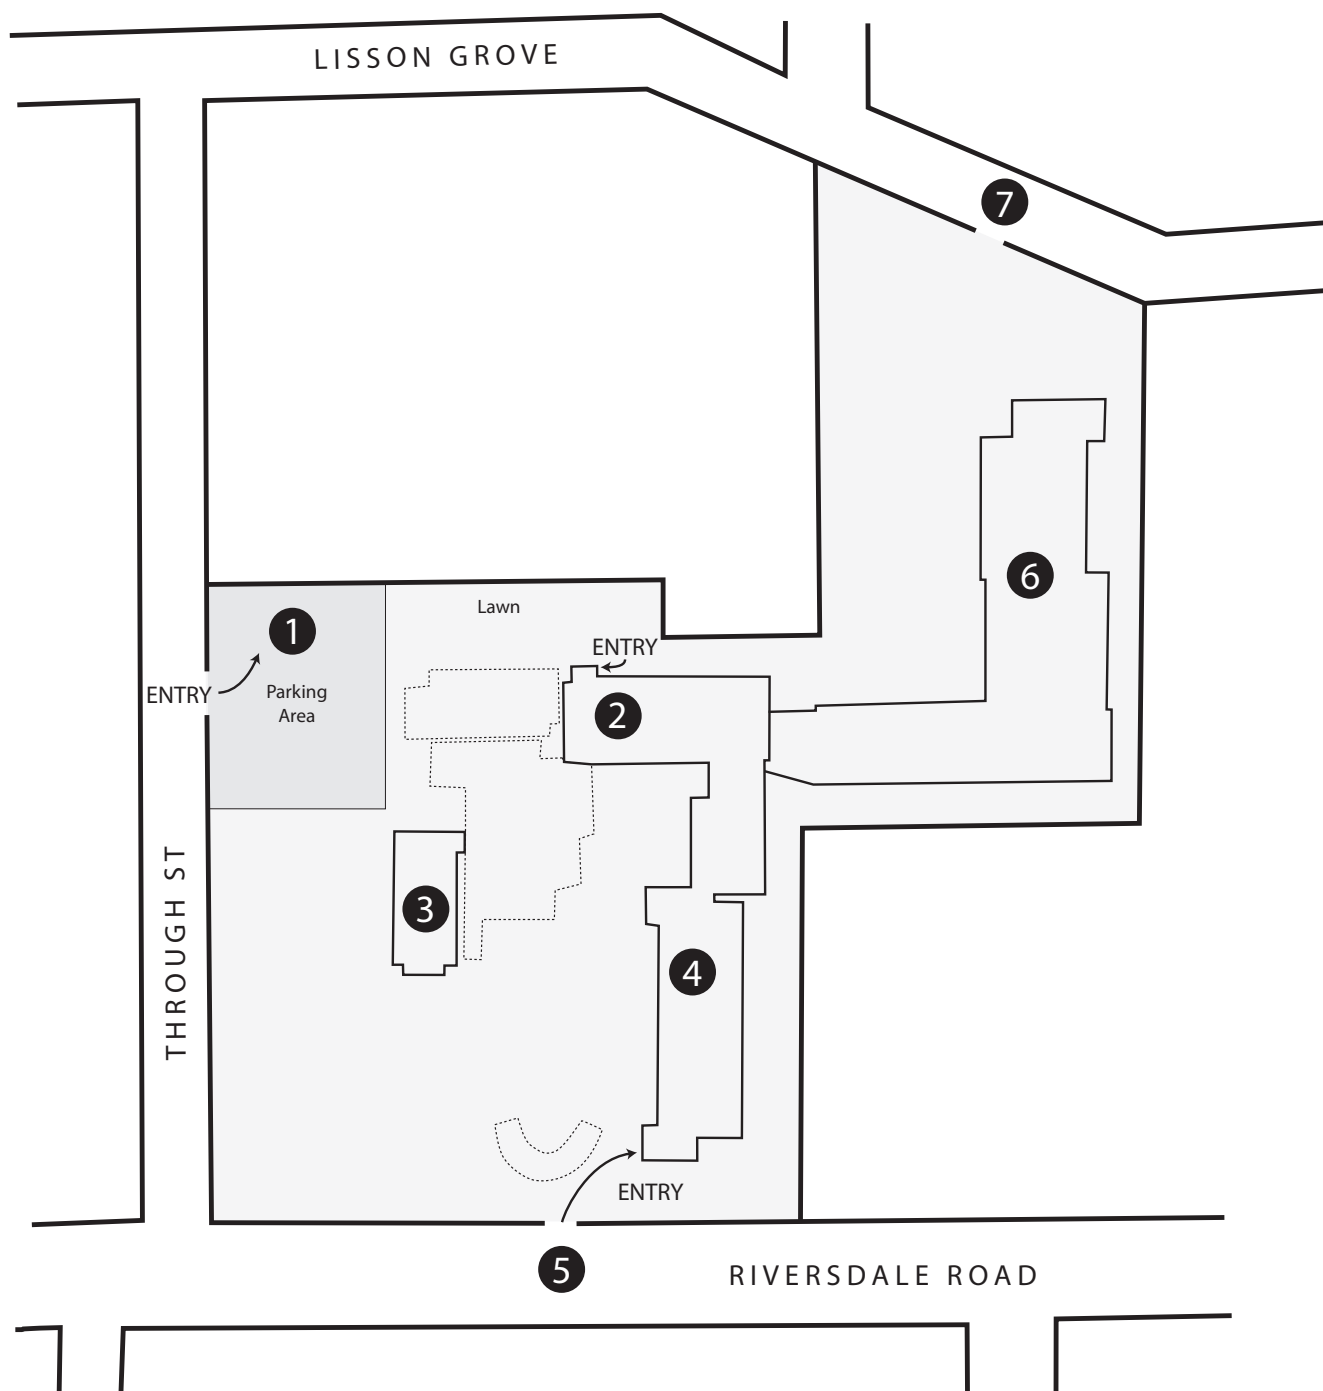 LISSON GROVE
7
6
Lawn
1
ENTRY
ENTRY
Parking
Area
2
THROUGH ST
3
4
ENTRY
5
RIVERSDALE ROAD